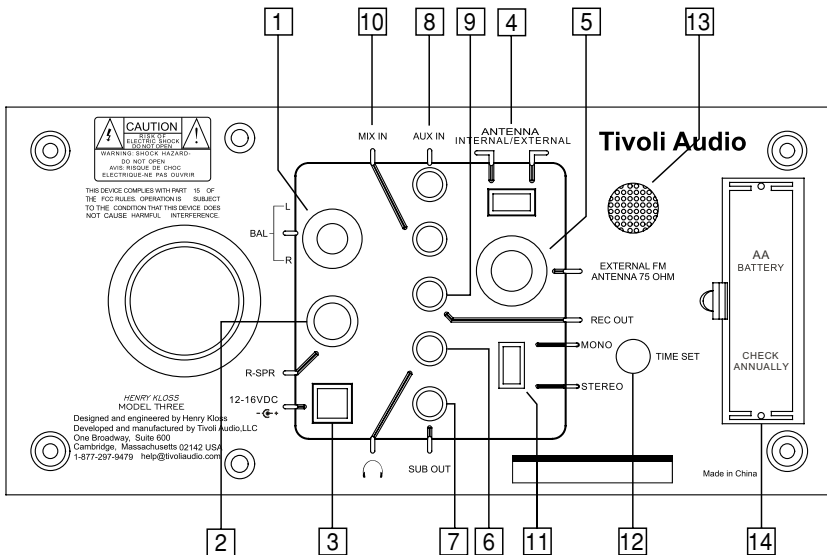 1
10
8
9
4
5
13
CAUTION
RISK OF
ELECTRIC SHOCK
DO NOT OPEN
WARNING: SHOCK HAZARD-
DO NOT OPEN
AVIS: RISQUE DE CHOC
ELECTRIQUE-NE PAS OUVRIR
THIS DEVICE COMPLIES WITH PART 15 OF
THE FCC RULES. OPERATION IS SUBJECT
TO THE CONDITION THAT THIS DEVICE DOES
NOT CAUSE HARMFUL INTERFERENCE.
MIX IN
AUX IN
ANTENNA
INTERNAL/EXTERNAL
Tivoli Audio
L
BAL
R
EXTERNAL FM
ANTENNA 75 OHM
AA
BATTERY
REC OUT
MONO
TIME SET
CHECK
ANNUALLY
R-SPR
STEREO
12-16VDC
- +
HENRY KLOSS
MODEL THREE
Designed and engineered by Henry Kloss
Developed and manufactured by Tivoli Audio,LLC
One Broadway, Suite 600
Cambridge, Massachusetts 02142 USA
1-877-297-9479 help@tivoliaudio.com
SUB OUT
Made in China
2
3
7
6
11
12
14